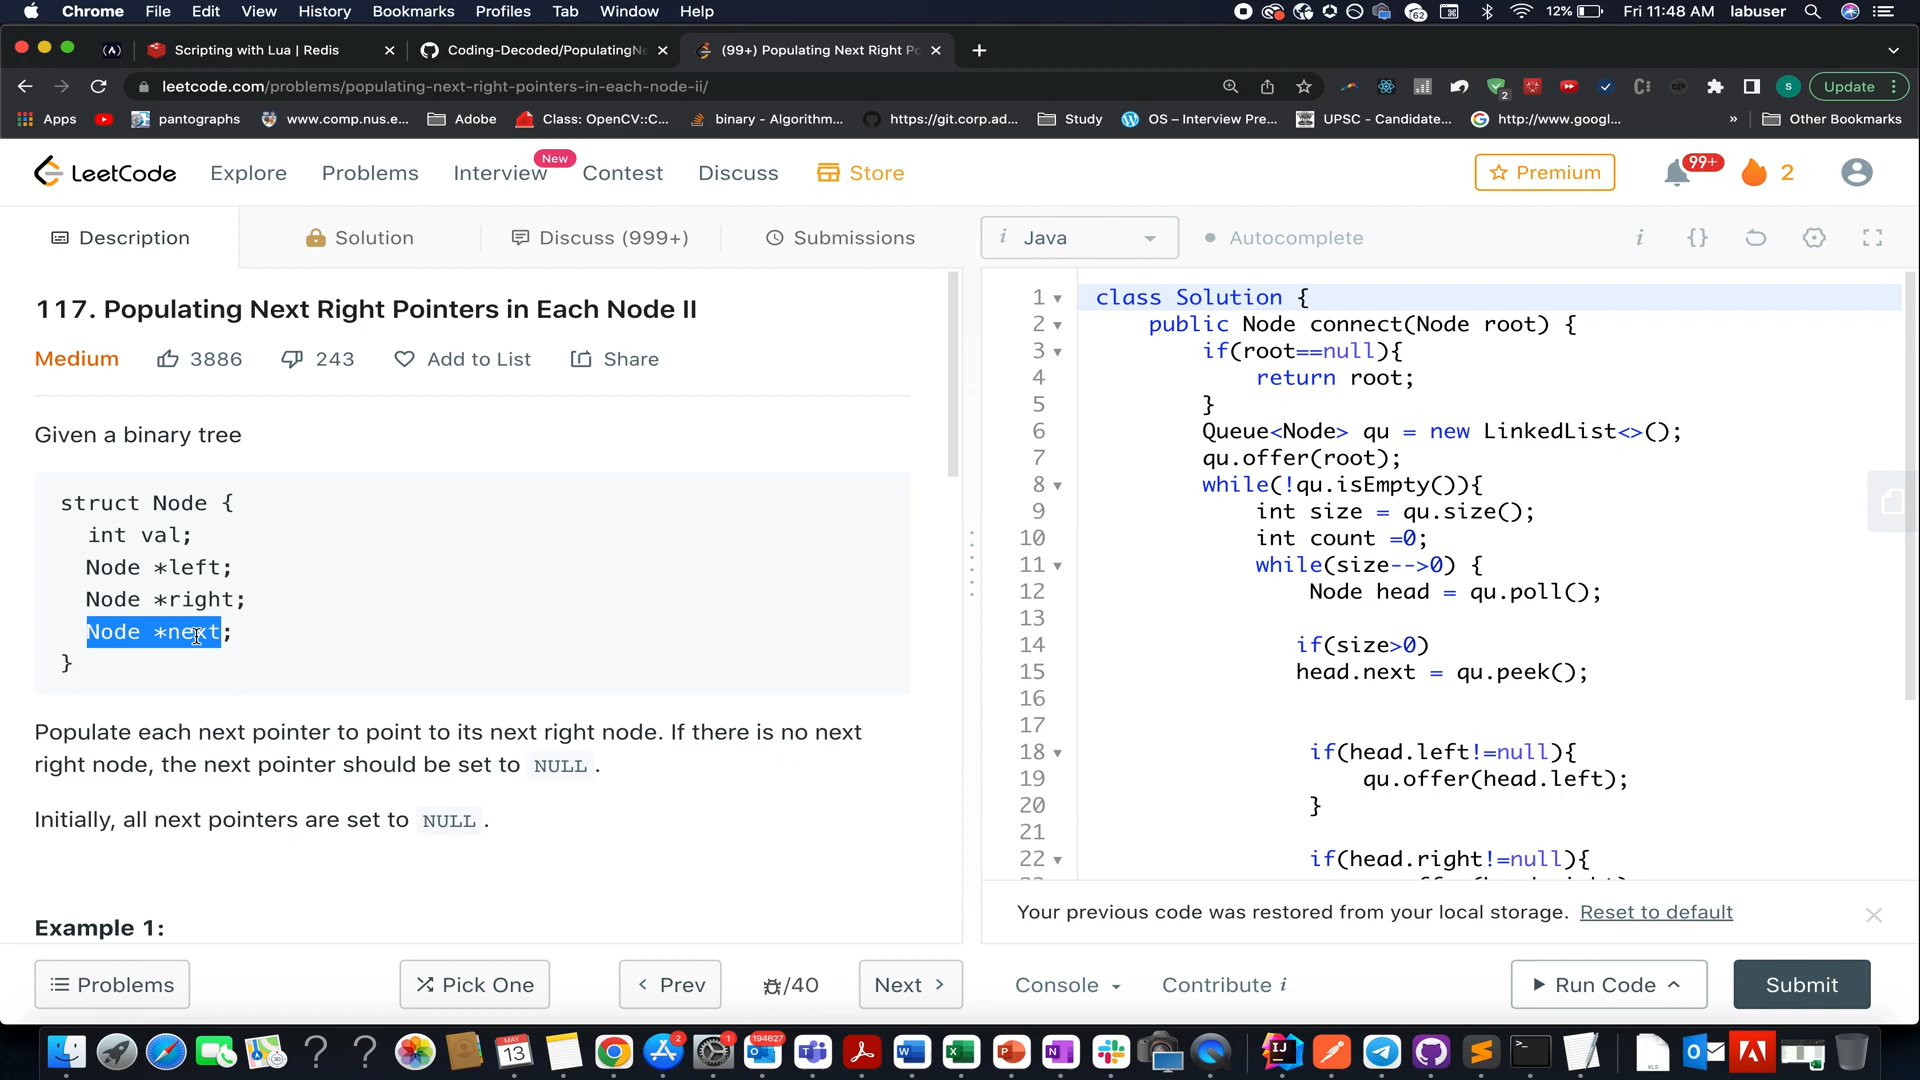 Chrome File Edit View History Bookmarks Profiles Tab Window Help 62 12% Fri 11:48 AM labuser
Scripting with Lua | Redis Coding-Decoded/PopulatingNe (99+) Populating Next Right Po
leetcode.com/problems/populating-next-right-pointers-in-each-node-ii/ 2 S Update
Apps pantographs www.comp.nus.e... Adobe Class: OpenCV::C... binary - Algorithm... https://git.corp.ad... Study OS – Interview Pre... UPSC - Candidate... http://www.googl... » Other Bookmarks
LeetCode Explore Problems Interview New Contest Discuss Store Premium 99+ 2
Description Solution Discuss (999+) Submissions i Java Autocomplete i {}
117. Populating Next Right Pointers in Each Node II
Medium 3886 243 Add to List Share
Given a binary tree
struct Node {
int val;
Node *left;
Node *right;
Node *next;
}
Populate each next pointer to point to its next right node. If there is no next
right node, the next pointer should be set to NULL.
Initially, all next pointers are set to NULL.
Example 1:
1 class Solution {
2 public Node connect(Node root) {
3 if(root==null){
4 return root;
5 }
6 Queue<Node> qu = new LinkedList<>();
7 qu.offer(root);
8 while(!qu.isEmpty()){
9 int size = qu.size();
10 int count =0;
11 while(size-->0) {
12 Node head = qu.poll();
13
14 if(size>0)
15 head.next = qu.peek();
16
17
18 if(head.left!=null){
19 qu.offer(head.left);
20 }
21
22 if(head.right!=null){
Your previous code was restored from your local storage. Reset to default
Problems Pick One Prev /40 Next Console Contribute i Run Code Submit
MAY 13 2 1 194627